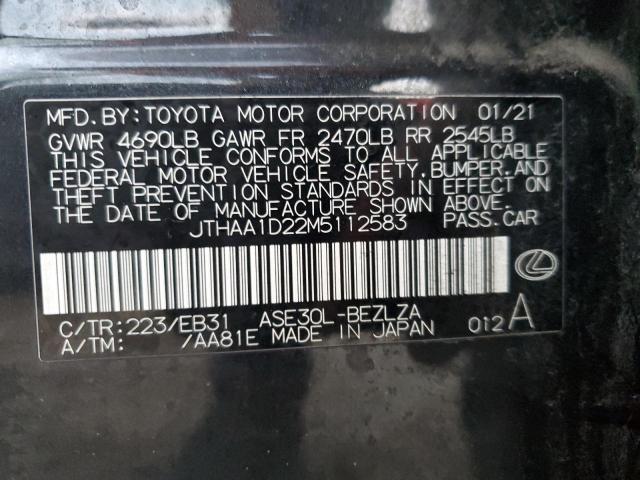 MFD.BY:TOYOTA MOTOR CORPORATION 01/21
GVWR 4690LB GAWR FR 2470LB RR 2545LB
THIS VEHICLE CONFORMS TO ALL APPLICABLE
FEDERAL MOTOR VEHICLE SAFETY,BUMPER,AND
THEFT PREVENTION STANDARDS IN EFFECT ON
THE DATE OF MANUFACTURE SHOWN ABOVE.
JTHAA1D22M5112583 PASS.CAR
C/TR:223/EB31 ASE30L-BEZLZA
A/TM: /AA81E MADE IN JAPAN 012A